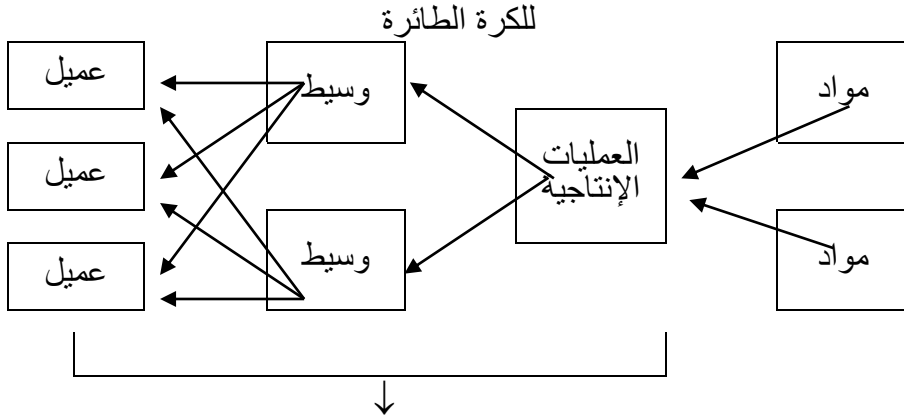 للكرة الطائرة
مواد
وسيط
عميل
العمليات
الإنتاجية
عميل
مواد
وسيط
عميل